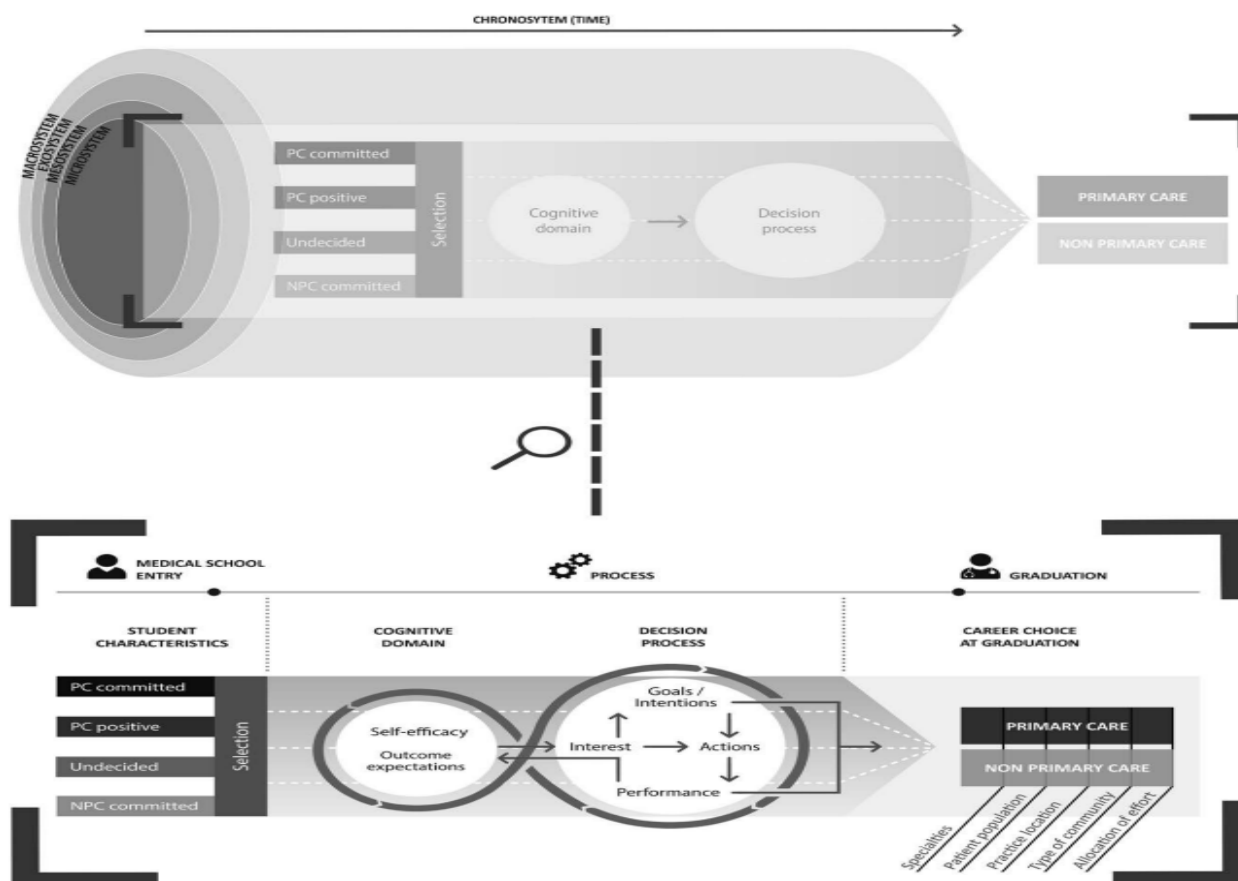 CHRONOSYTEM (TIME)
MACROSYSTEM
EXOSYSTEM
MESOSYSTEM
MICROSYSTEM
PC committed
PC positive
Undecided
NPC committed
Selection
Cognitive
domain
Decision
process
PRIMARY CARE
NON PRIMARY CARE
MEDICAL SCHOOL
ENTRY
PROCESS
GRADUATION
STUDENT
CHARACTERISTICS
COGNITIVE
DOMAIN
DECISION
PROCESS
CAREER CHOICE
AT GRADUATION
PC committed
PC positive
Undecided
NPC committed
Selection
Self-efficacy
Outcome
expectations
Goals /
Intentions
Interest
Actions
Performance
PRIMARY CARE
NON PRIMARY CARE
Specialties
Patient population
Practice location
Type of community
Allocation of effort